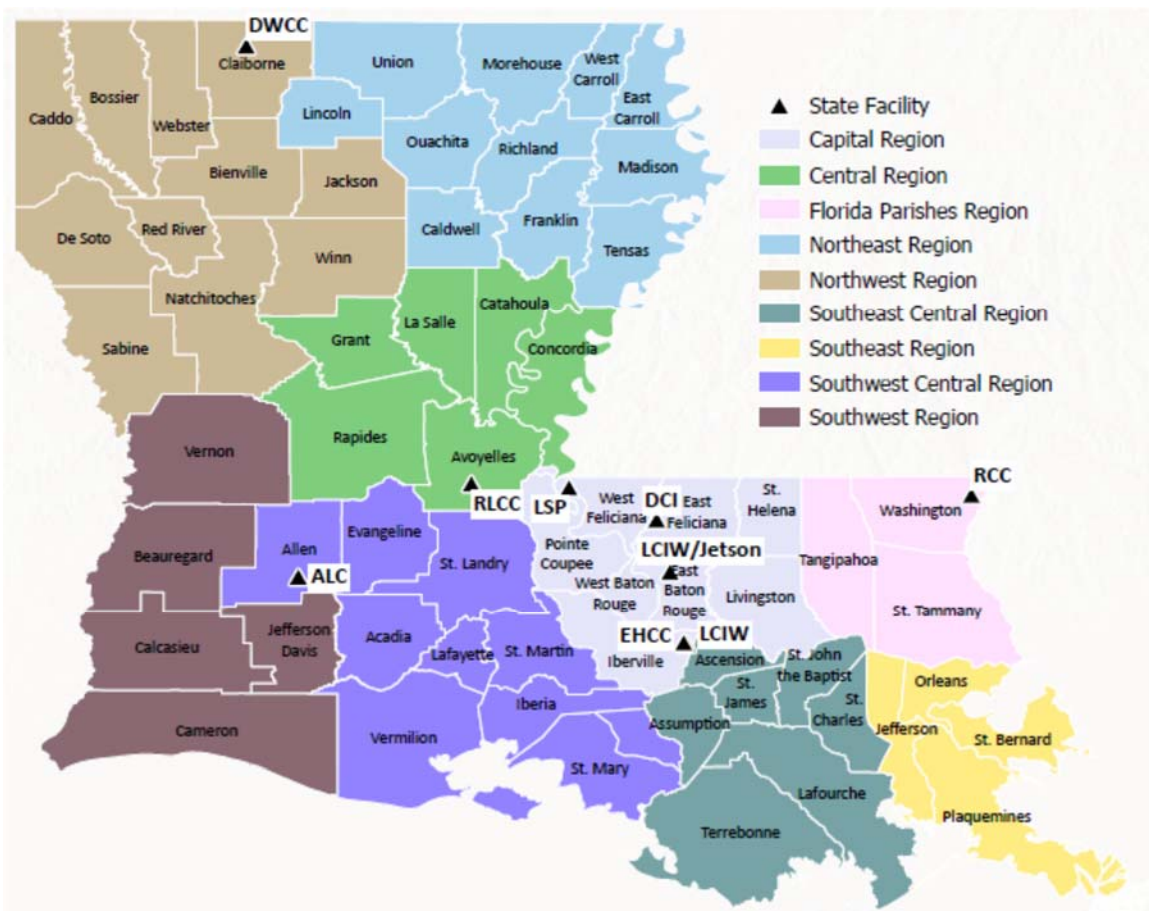 DWCC
Claiborne
Union
Morehouse
West
Carroll
East
Carroll
Caddo
Bossier
Webster
Lincoln
Ouachita
Richland
Madison
Bienville
Jackson
De Soto
Red River
Winn
Caldwell
Franklin
Tensas
Natchitoches
Sabine
Grant
La Salle
Catahoula
Concordia
Vernon
Rapides
Avoyelles
RLCC
LSP
West
Feliciana
DCI
East
Feliciana
St.
Helena
Washington
RCC
Beauregard
Allen
ALC
Evangeline
St. Landry
Pointe
Coupee
LCIW/Jetson
West Baton
Rouge
East
Baton
Rouge
Livingston
Tangipahoa
St. Tammany
Calcasieu
Jefferson
Davis
Acadia
Lafayette
St. Martin
EHCC
LCIW
Iberville
Ascension
St. John
the Baptist
St.
James
St.
Charles
Orleans
Jefferson
St. Bernard
Cameron
Vermilion
Iberia
Assumption
St. Mary
Lafourche
Terrebonne
Plaquemines
State Facility
Capital Region
Central Region
Florida Parishes Region
Northeast Region
Northwest Region
Southeast Central Region
Southeast Region
Southwest Central Region
Southwest Region